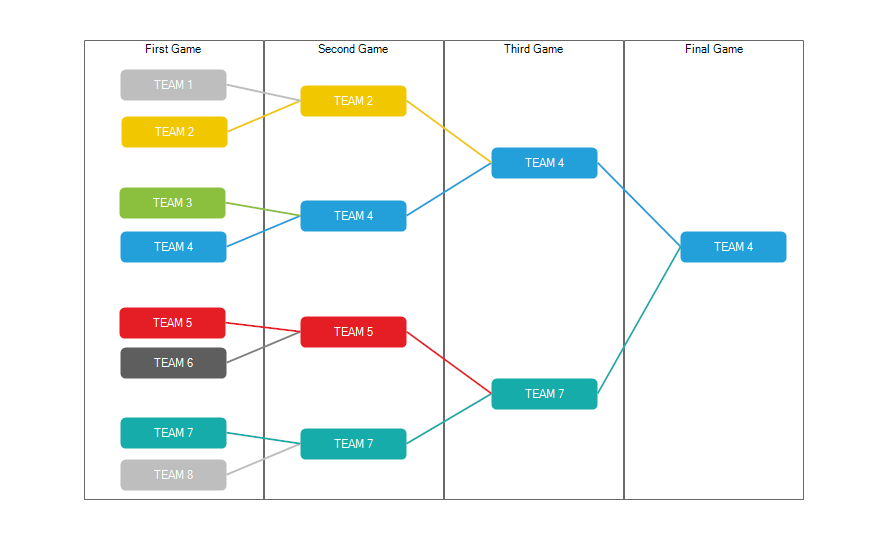 First Game
Second Game
Third Game
Final Game
TEAM 1
TEAM 2
TEAM 3
TEAM 4
TEAM 5
TEAM 6
TEAM 7
TEAM 8
TEAM 2
TEAM 4
TEAM 5
TEAM 7
TEAM 4
TEAM 7
TEAM 4